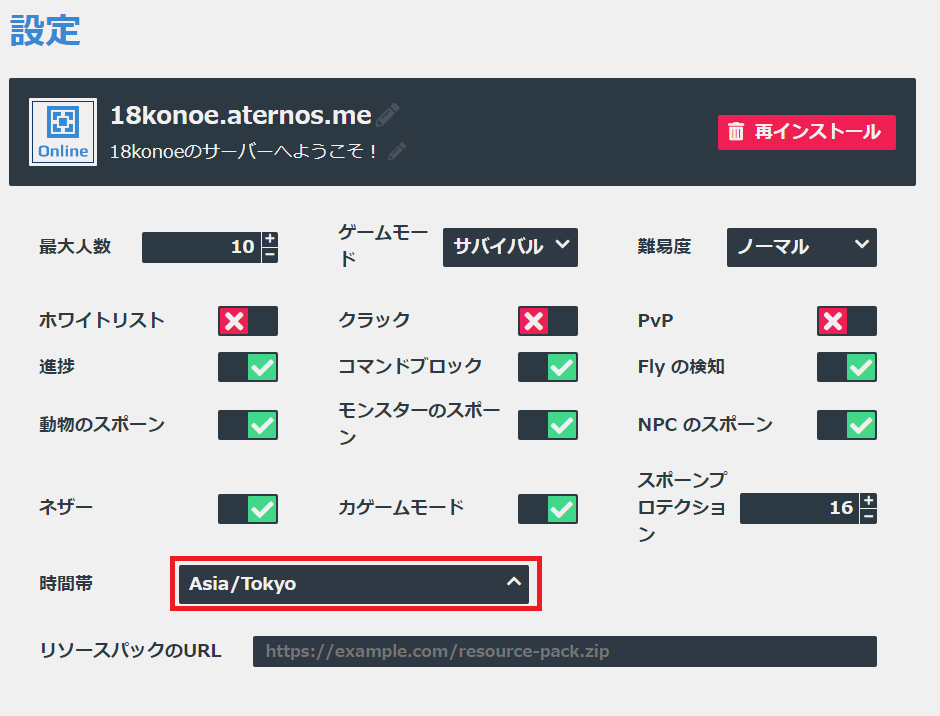 設定
Online
18konoe.aternos.me
18konoeのサーバーへようこそ！
再インストール
最大人数
10
+
−
ゲームモー
ド
サバイバル
難易度
ノーマル
ホワイトリスト
クラック
PvP
進捗
コマンドブロック
Fly の検知
動物のスポーン
モンスターのスポー
ン
NPC のスポーン
ネザー
カゲームモード
スポーンプ
ロテクショ
ン
16
+
−
時間帯
Asia/Tokyo
リソースパックのURL
https://example.com/resource-pack.zip